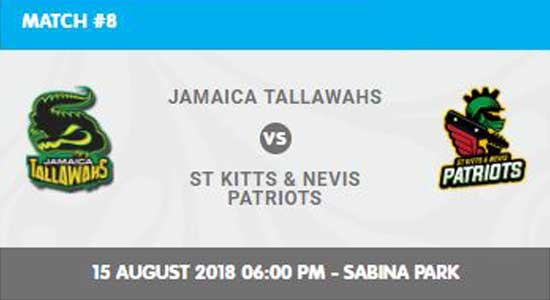 MATCH #8
JAMAICA TALLAWAHS
VS
ST KITTS & NEVIS
PATRIOTS
JAMAICA
TALLAWAHS
ST KITTS & NEVIS
PATRIOTS
15 AUGUST 2018 06:00 PM - SABINA PARK